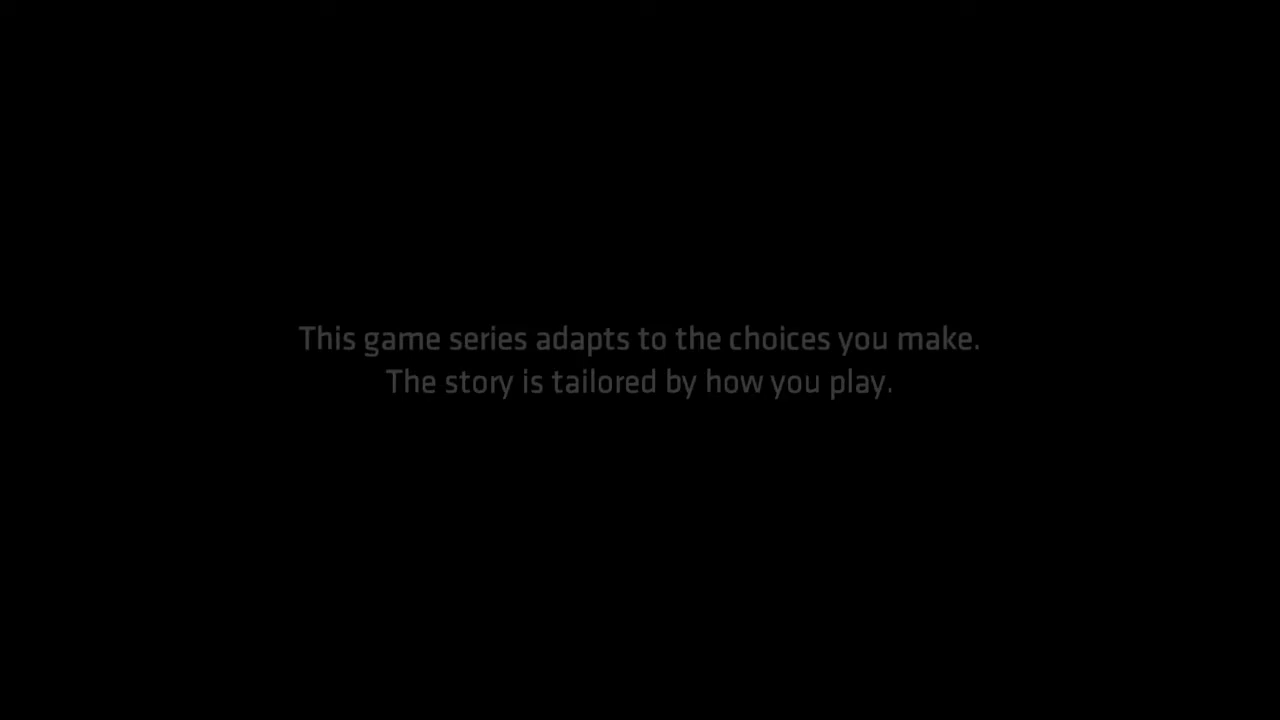 This game series adapts to the choices you make.
The story is tailored by how you play.